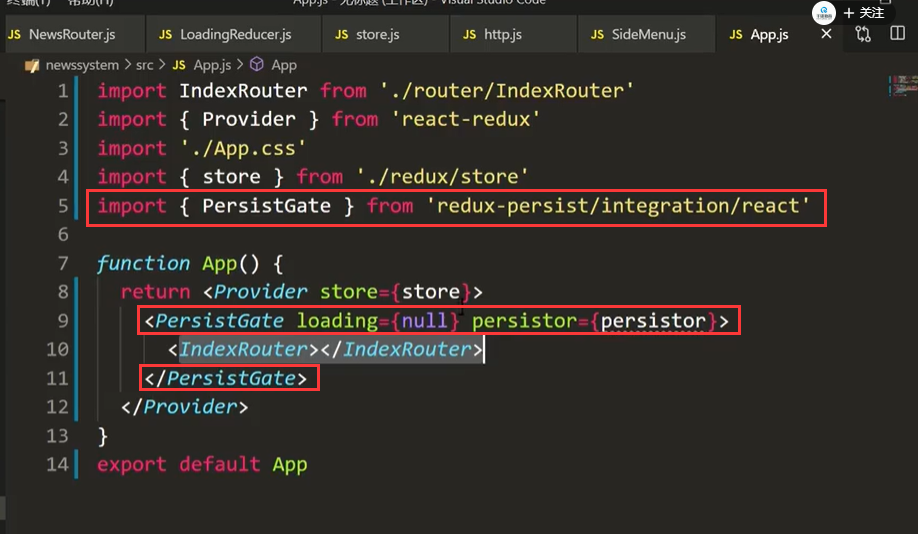 终端(T) 帮助(H) App.js - 无标题 (工作区) - Visual Studio Code
+ 关注
JS NewsRouter.js JS LoadingReducer.js JS store.js JS http.js JS SideMenu.js JS App.js ×
newssystem > src > JS App.js > App
1 import IndexRouter from './router/IndexRouter'
2 import { Provider } from 'react-redux'
3 import './App.css'
4 import { store } from './redux/store'
5 import { PersistGate } from 'redux-persist/integration/react'
6
7 function App() {
8 return <Provider store={store}>
9 <PersistGate loading={null} persistor={persistor}>
10 <IndexRouter></IndexRouter>
11 </PersistGate>
12 </Provider>
13 }
14 export default App